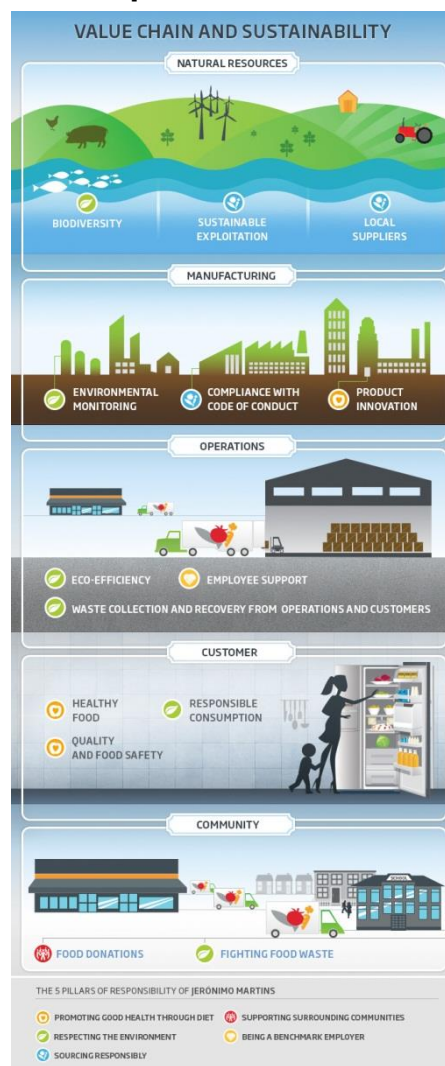 VALUE CHAIN AND SUSTAINABILITY
NATURAL RESOURCES
BIODIVERSITY
SUSTAINABLE
EXPLOITATION
LOCAL
SUPPLIERS
MANUFACTURING
ENVIRONMENTAL
MONITORING
COMPLIANCE WITH
CODE OF CONDUCT
PRODUCT
INNOVATION
OPERATIONS
ECO-EFFICIENCY
EMPLOYEE SUPPORT
WASTE COLLECTION AND RECOVERY FROM OPERATIONS AND CUSTOMERS
CUSTOMER
HEALTHY
FOOD
RESPONSIBLE
CONSUMPTION
QUALITY
AND FOOD SAFETY
COMMUNITY
SCHOOL
FOOD DONATIONS
FIGHTING FOOD WASTE
THE 5 PILLARS OF RESPONSIBILITY OF JERÓNIMO MARTINS
PROMOTING GOOD HEALTH THROUGH DIET
SUPPORTING SURROUNDING COMMUNITIES
RESPECTING THE ENVIRONMENT
BEING A BENCHMARK EMPLOYER
SOURCING RESPONSIBLY